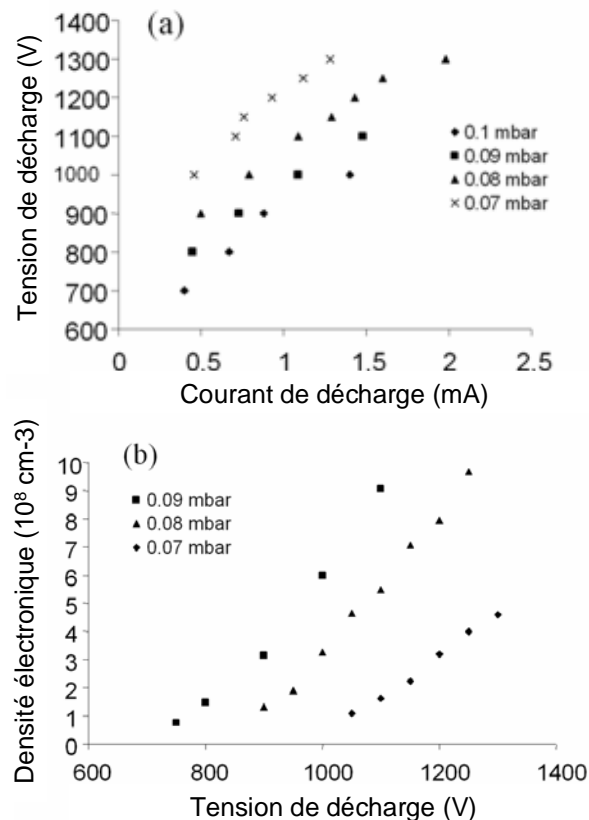 (a)
Tension de décharge (V)
1400
1300
1200
1100
1000
900
800
700
600
0.1 mbar
0.09 mbar
0.08 mbar
0.07 mbar
0 0.5 1 1.5 2 2.5
Courant de décharge (mA)
(b)
Densité électronique (10⁸ cm-3)
10
9
8
7
6
5
4
3
2
1
0
0.09 mbar
0.08 mbar
0.07 mbar
600 800 1000 1200 1400
Tension de décharge (V)